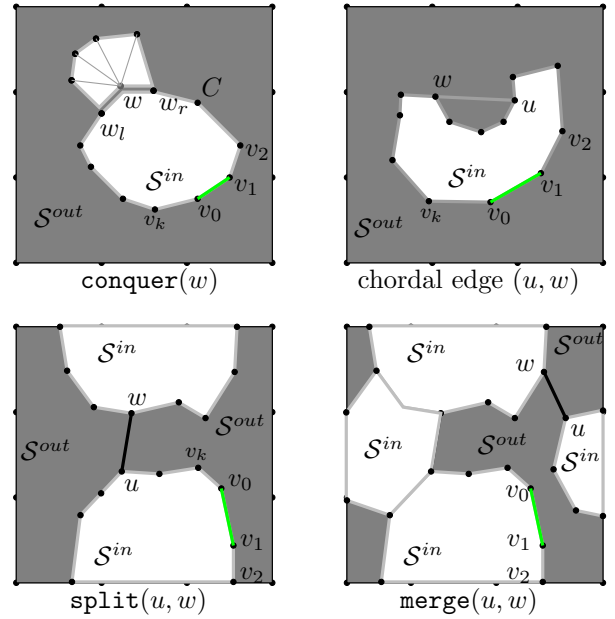 w
C
w_r
w_l
v_2
S^{in}
v_1
S^{out}
v_k
v_0
conquer(w)
w
u
v_2
S^{in}
v_1
S^{out}
v_k
v_0
chordal edge (u, w)
S^{in}
w
S^{out}
S^{out}
v_k
u
v_0
v_1
S^{in}
v_2
split(u, w)
S^{in}
S^{out}
w
u
S^{in}
S^{out}
S^{in}
v_0
v_1
S^{in}
v_2
merge(u, w)